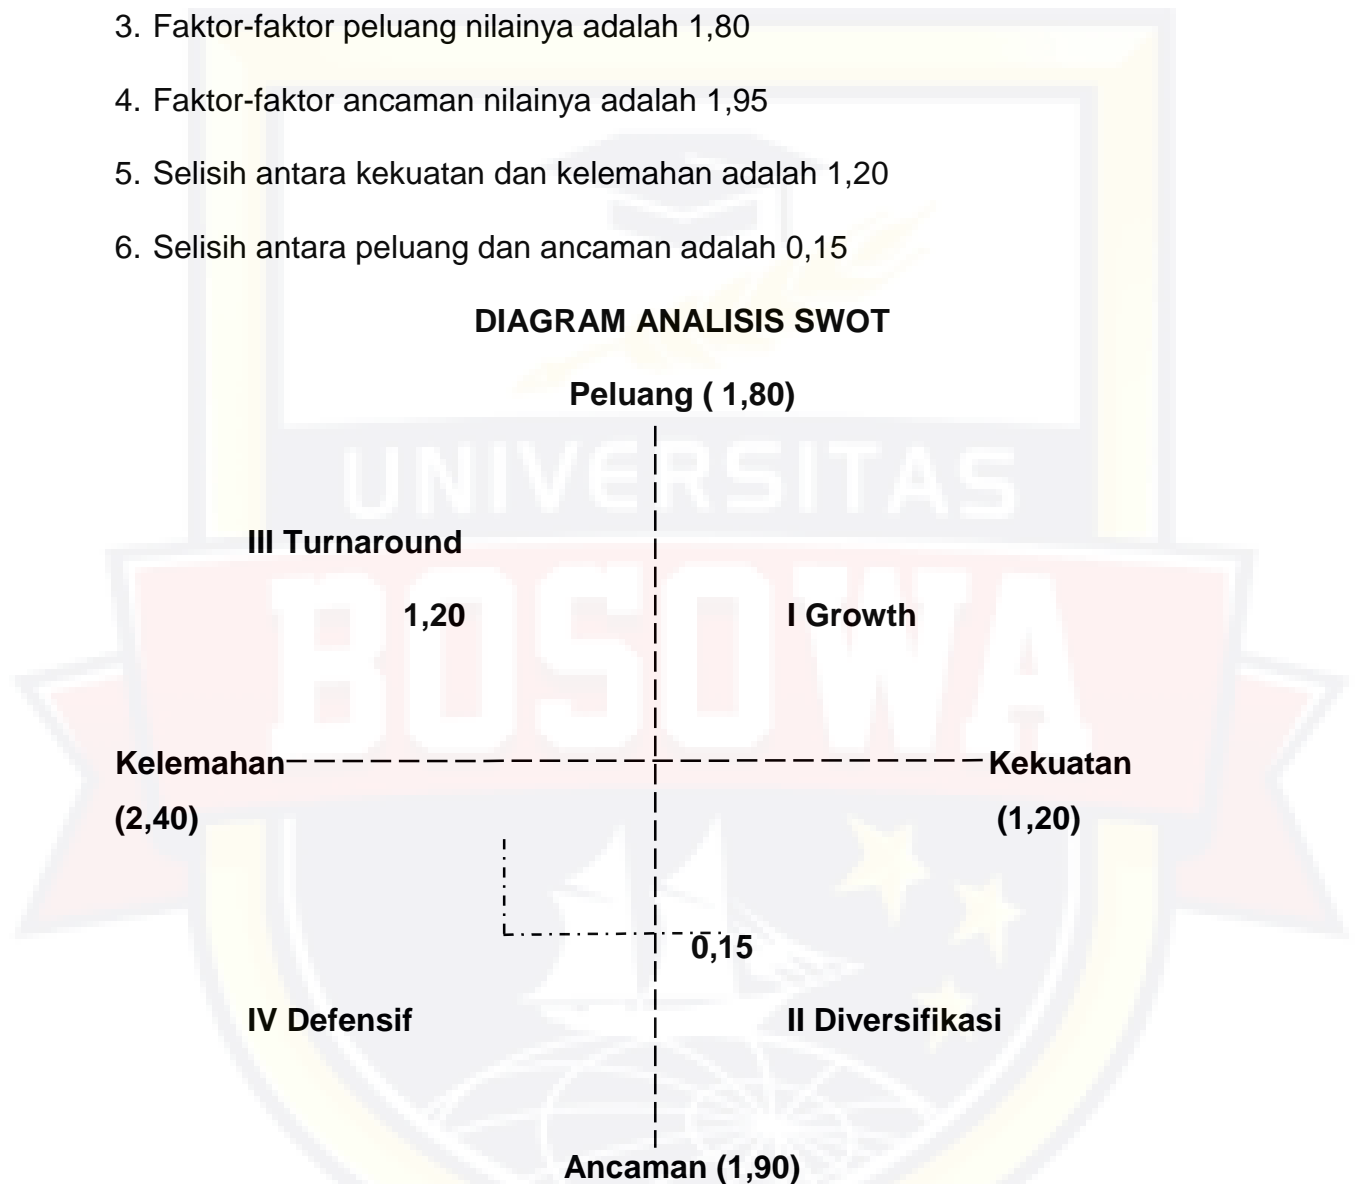 3. Faktor-faktor peluang nilainya adalah 1,80
4. Faktor-faktor ancaman nilainya adalah 1,95
5. Selisih antara kekuatan dan kelemahan adalah 1,20
6. Selisih antara peluang dan ancaman adalah 0,15
DIAGRAM ANALISIS SWOT
Peluang ( 1,80)
UNIVERSITAS
III Turnaround
1,20
I Growth
BOSOWA
Kelemahan
Kekuatan
(2,40)
(1,20)
0,15
IV Defensif
II Diversifikasi
Ancaman (1,90)